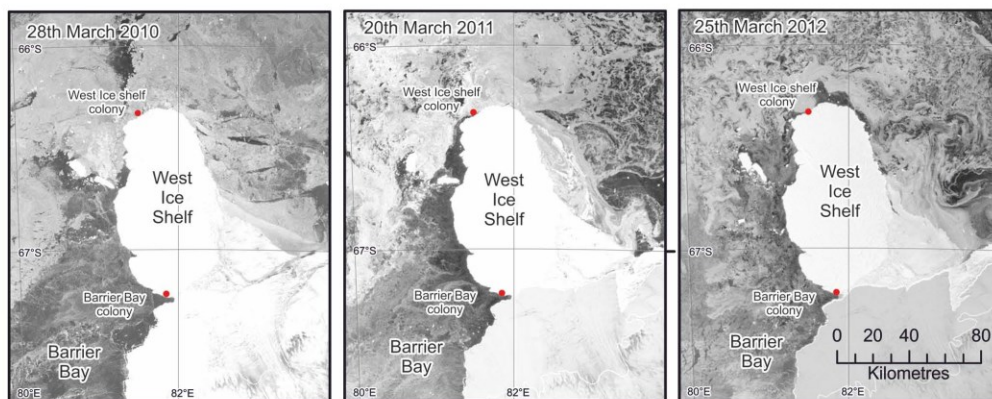 28th March 2010
66°S
West Ice shelf
colony
West
Ice
Shelf
67°S
Barrier Bay
colony
Barrier
Bay
80°E
82°E
20th March 2011
66°S
West Ice shelf
colony
West
Ice
Shelf
67°S
Barrier Bay
colony
Barrier
Bay
80°E
82°E
25th March 2012
66°S
West Ice shelf
colony
West
Ice
Shelf
67°S
Barrier Bay
colony
Barrier
Bay
0 20 40 60 80
Kilometres
80°E
82°E